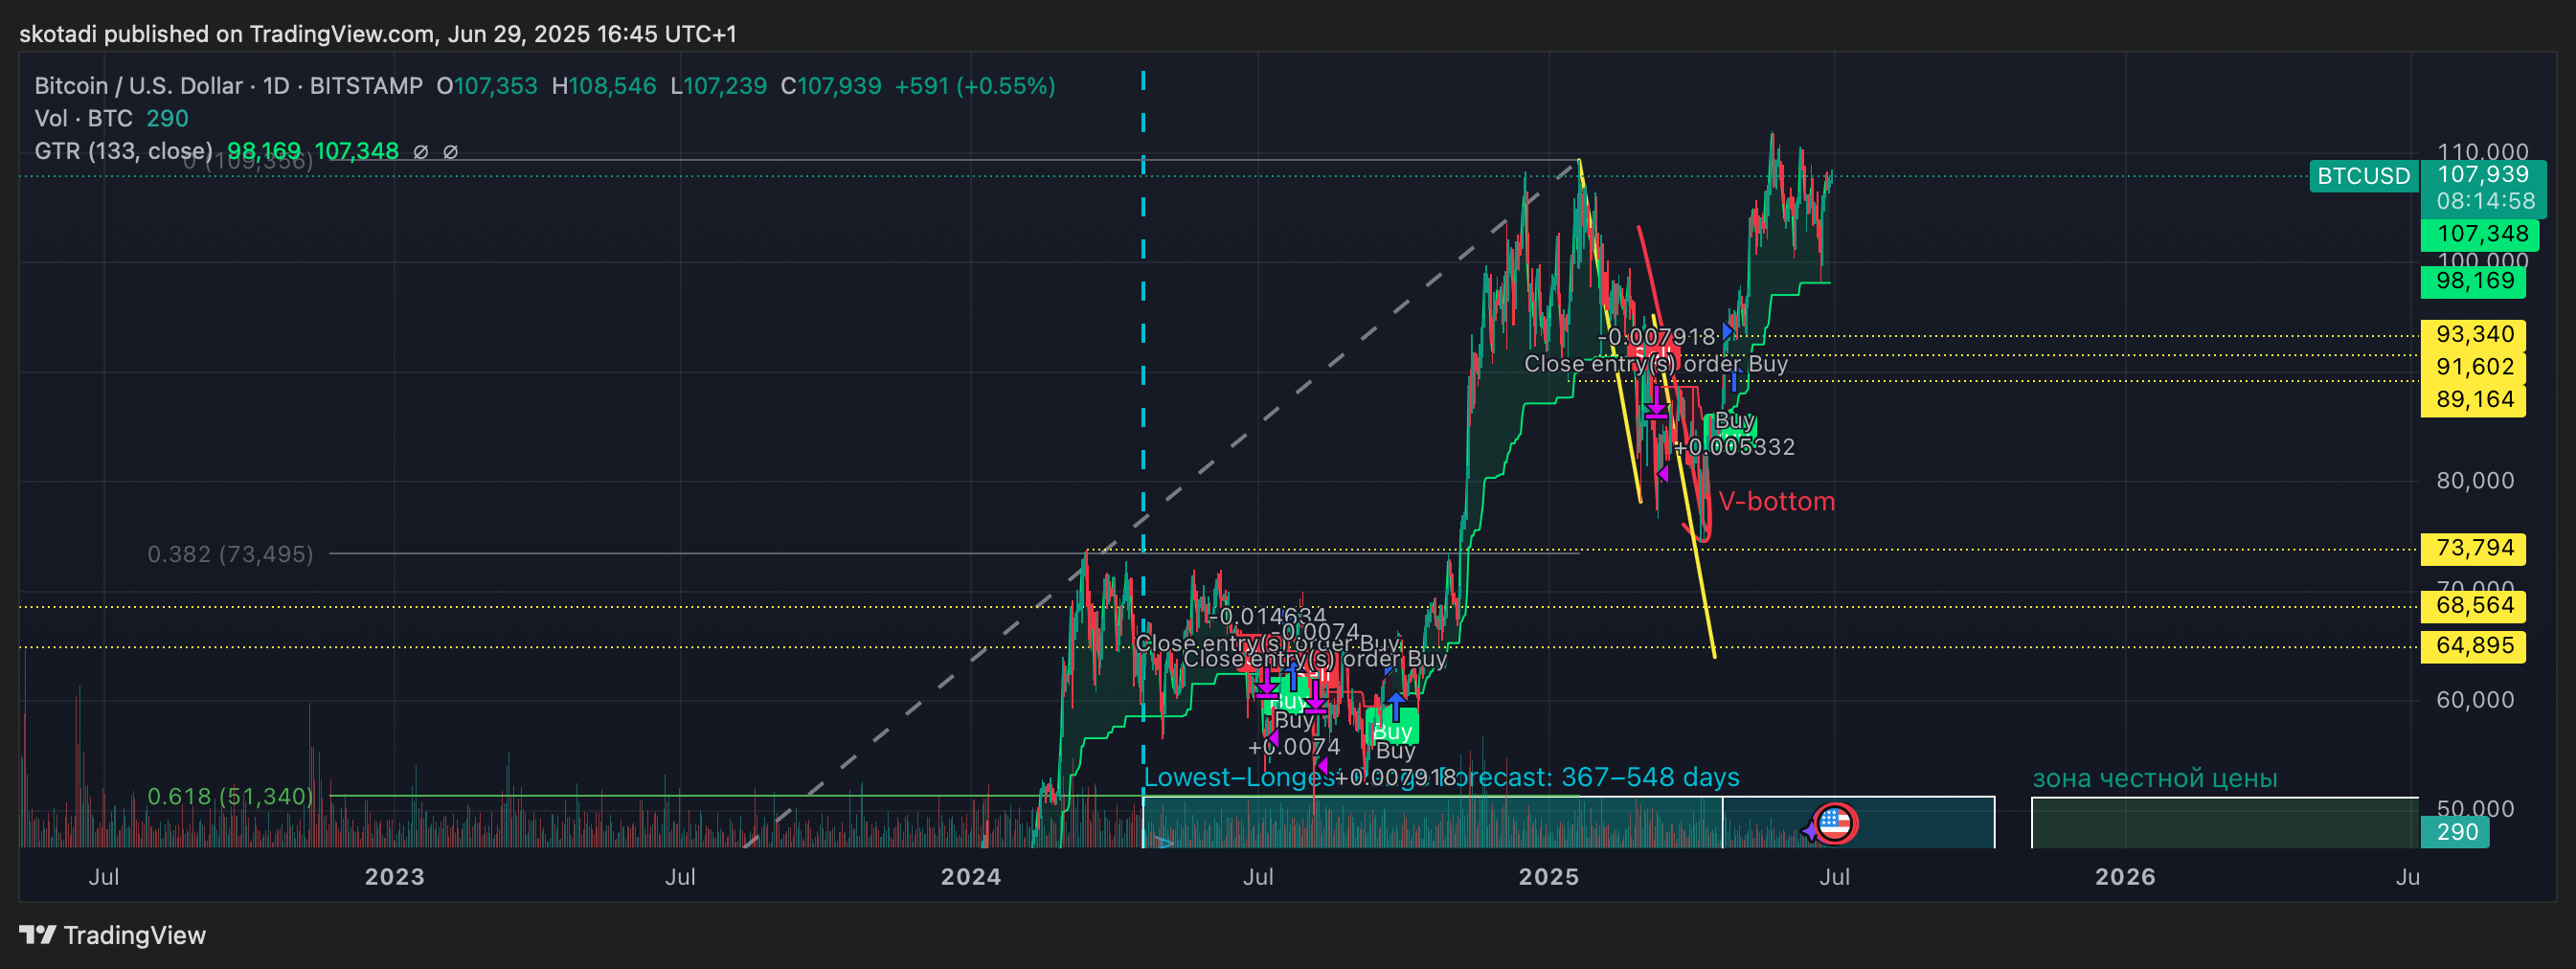 skotadi published on TradingView.com, Jun 29, 2025 16:45 UTC+1
Bitcoin / U.S. Dollar · 1D · BITSTAMP O107,353 H108,546 L107,239 C107,939 +591 (+0.55%)
Vol · BTC 290
GTR (133, close) 98,169 107,348 ∅ ∅
0 (109,356)
110,000
BTCUSD 107,939
08:14:58
107,348
100,000
98,169
93,340
-0.007918
Close entry(s) order Buy
91,602
89,164
Buy
+0.005332
80,000
V-bottom
0.382 (73,495)
73,794
70,000
68,564
-0.014634
-0.0074
Close entry(s) order Buy
Close entry(s) order Buy
64,895
Buy
60,000
Buy
Buy
Buy
+0.0074
+0.007918
Lowest–Longest Forecast: 367–548 days
зона честной цены
0.618 (51,340)
50,000
290
Jul 2023 Jul 2024 Jul 2025 Jul 2026 Ju
TradingView